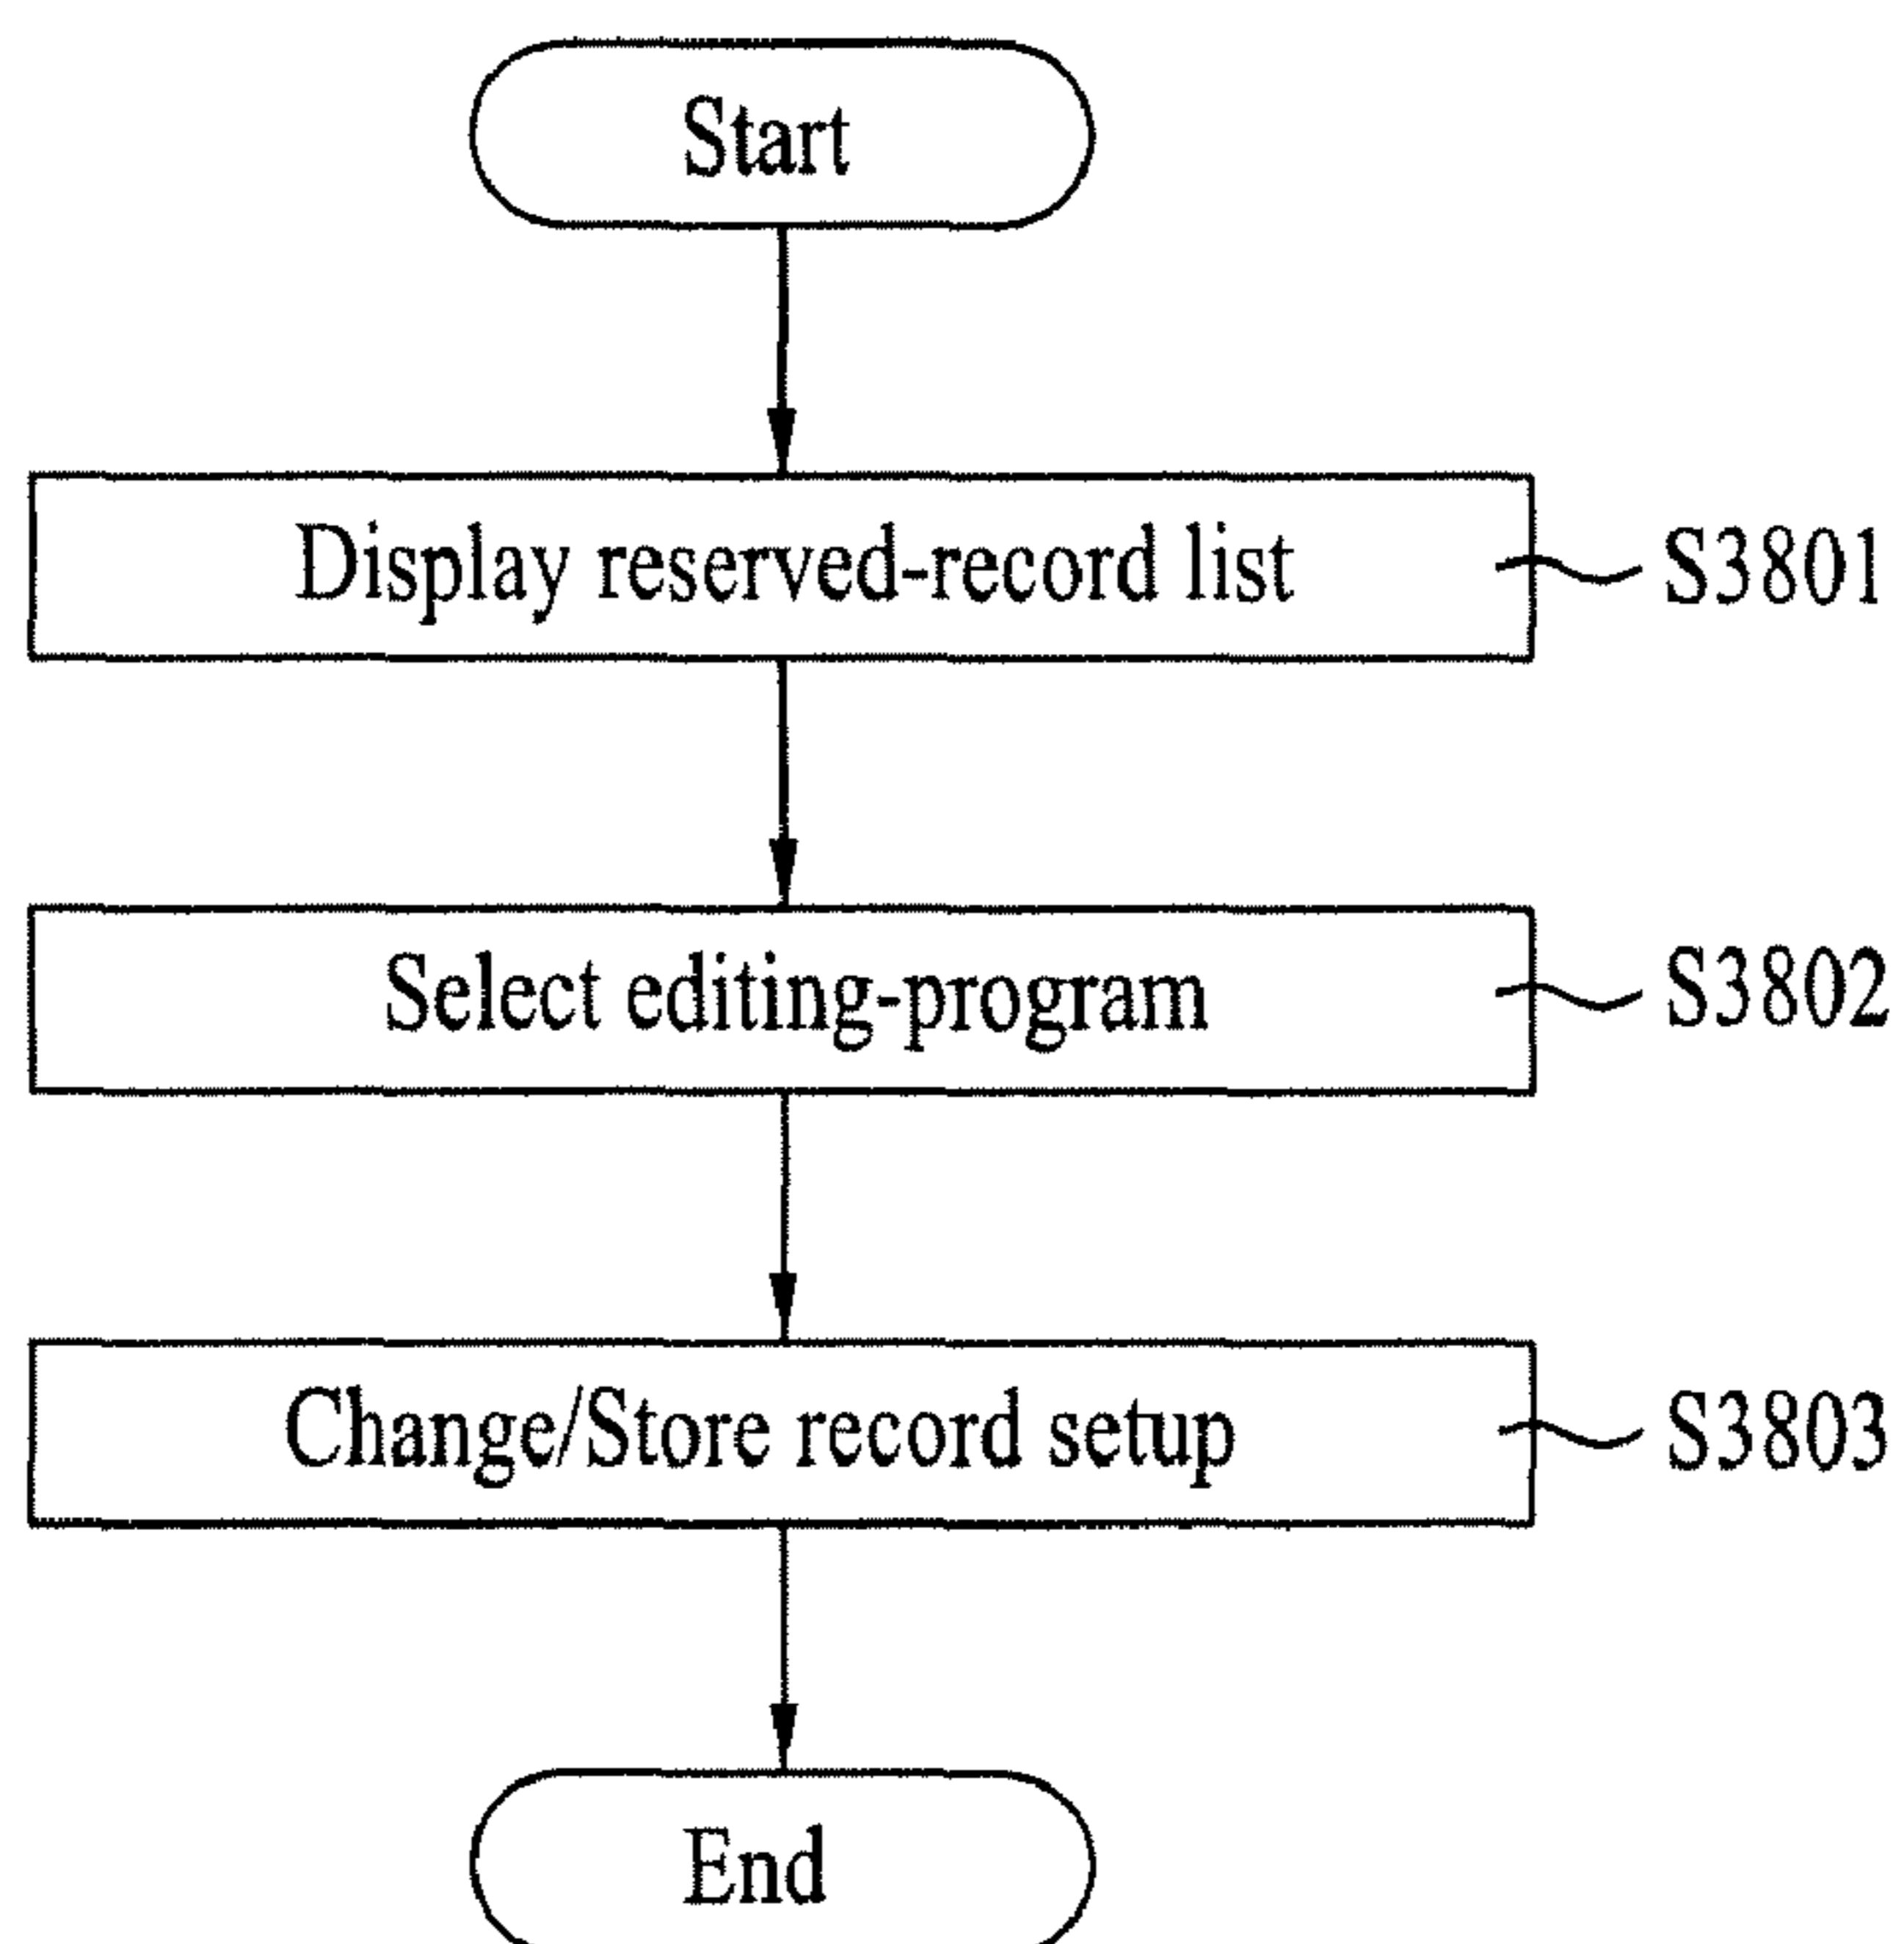 Start
Display reserved-record list
S3801
Select editing-program
S3802
Change/Store record setup
S3803
End